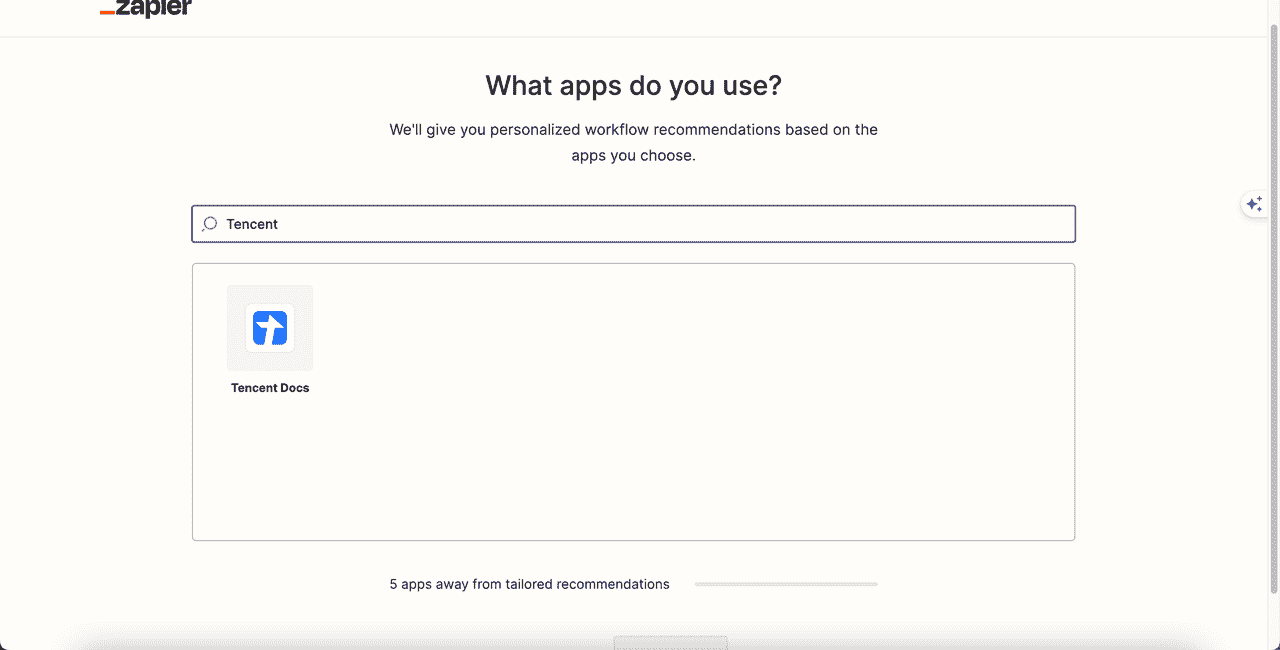 zapier
What apps do you use?
We'll give you personalized workflow recommendations based on the
apps you choose.
Tencent
Tencent Docs
5 apps away from tailored recommendations